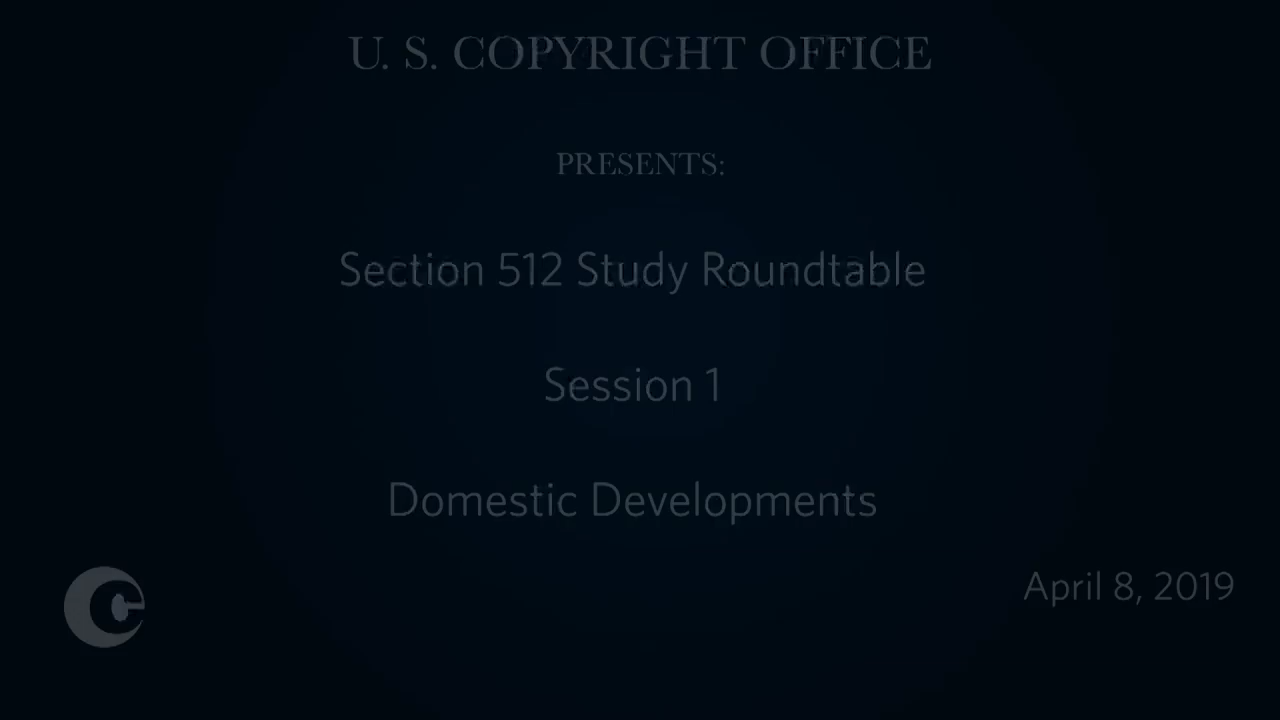 U. S. COPYRIGHT OFFICE
PRESENTS:
Section 512 Study Roundtable
Session 1
Domestic Developments
April 8, 2019